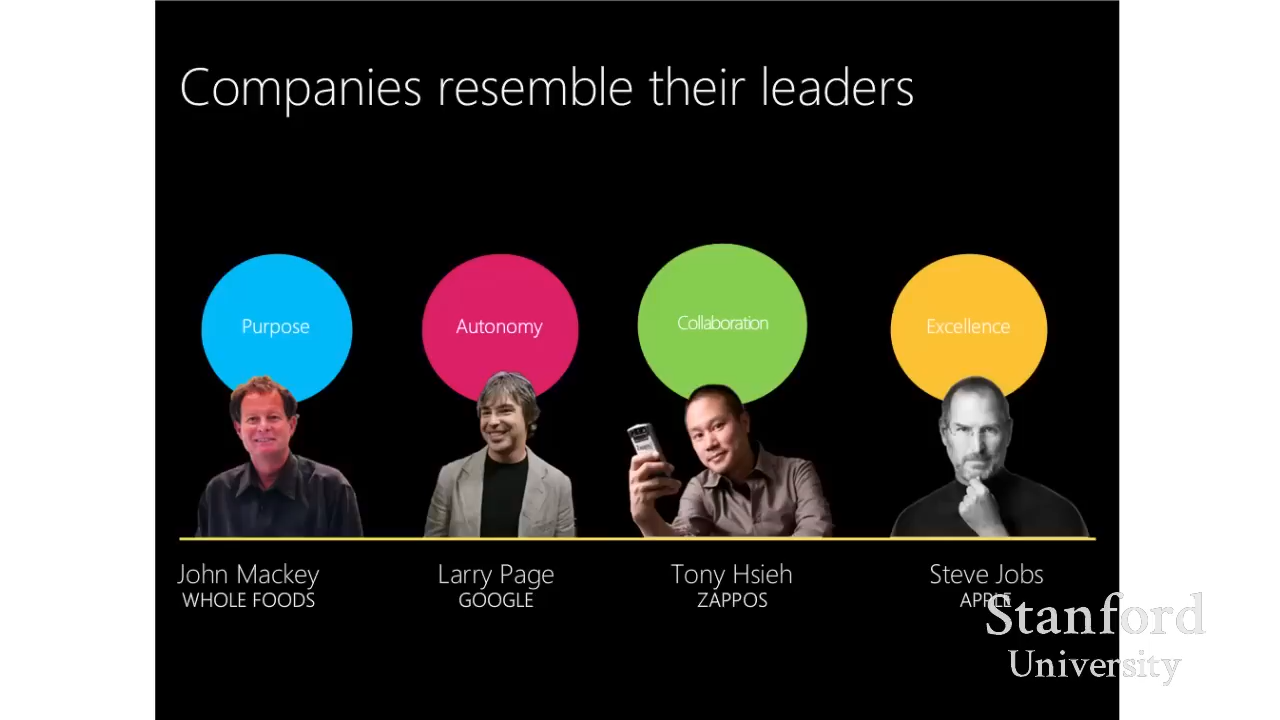 Companies resemble their leaders
Purpose
Autonomy
Collaboration
Excellence
John Mackey
WHOLE FOODS
Larry Page
GOOGLE
Tony Hsieh
ZAPPOS
Steve Jobs
APPLE
Stanford
University